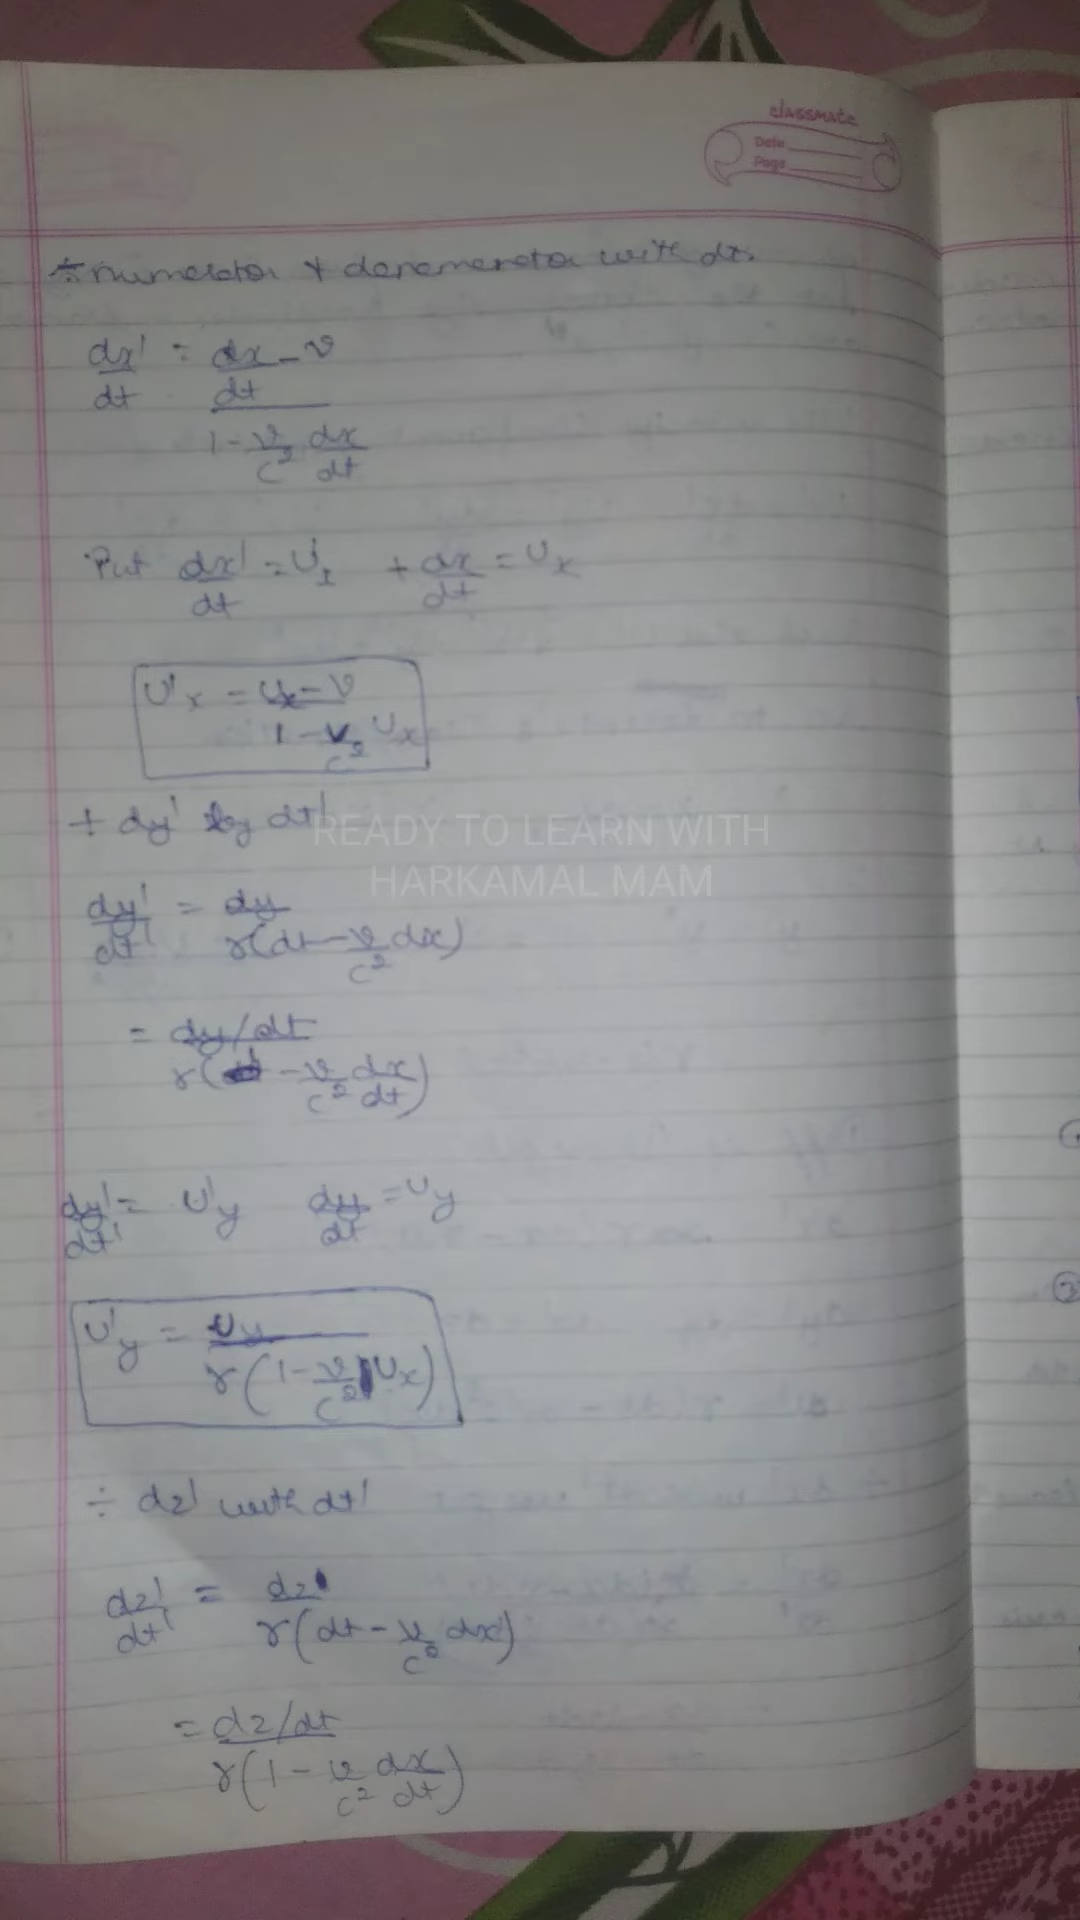 classmate
Date
Page
÷ numerator & denomerator with dt.
dx'/dt = (dx/dt - v) / (1 - v/c² dx/dt)
Put dx'/dt = U'x + dx/dt = Ux
U'x = (Ux - V) / (1 - V/c² Ux)
÷ dy' by dt'
READY TO LEARN WITH
HARKAMAL MAM
dy'/dt' = dy / γ(dt - v/c² dx)
= (dy/dt) / γ(1 - v/c² dx/dt)
dy'/dt' = U'y dy/dt = Uy
U'y = Uy / γ(1 - v/c² Ux)
÷ dz' with dt'
dz'/dt' = dz / γ(dt - v/c² dx)
= (dz/dt) / γ(1 - v/c² dx/dt)